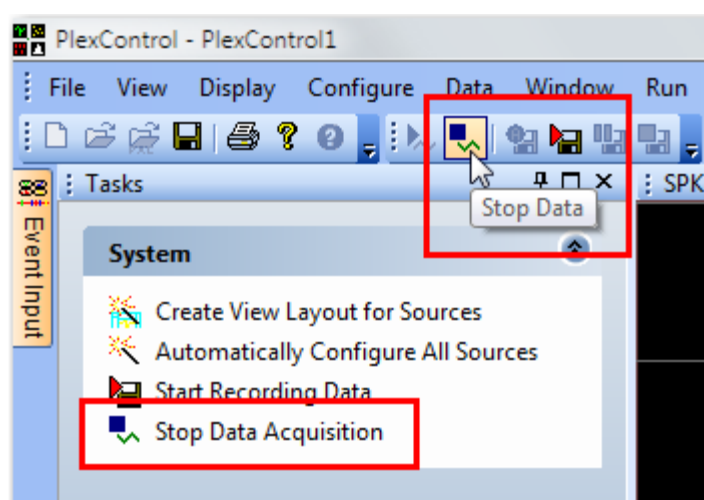 PlexControl - PlexControl1
File View Display Configure Data Window Run
Tasks
SPK
Stop Data
Event Input
System
Create View Layout for Sources
Automatically Configure All Sources
Start Recording Data
Stop Data Acquisition